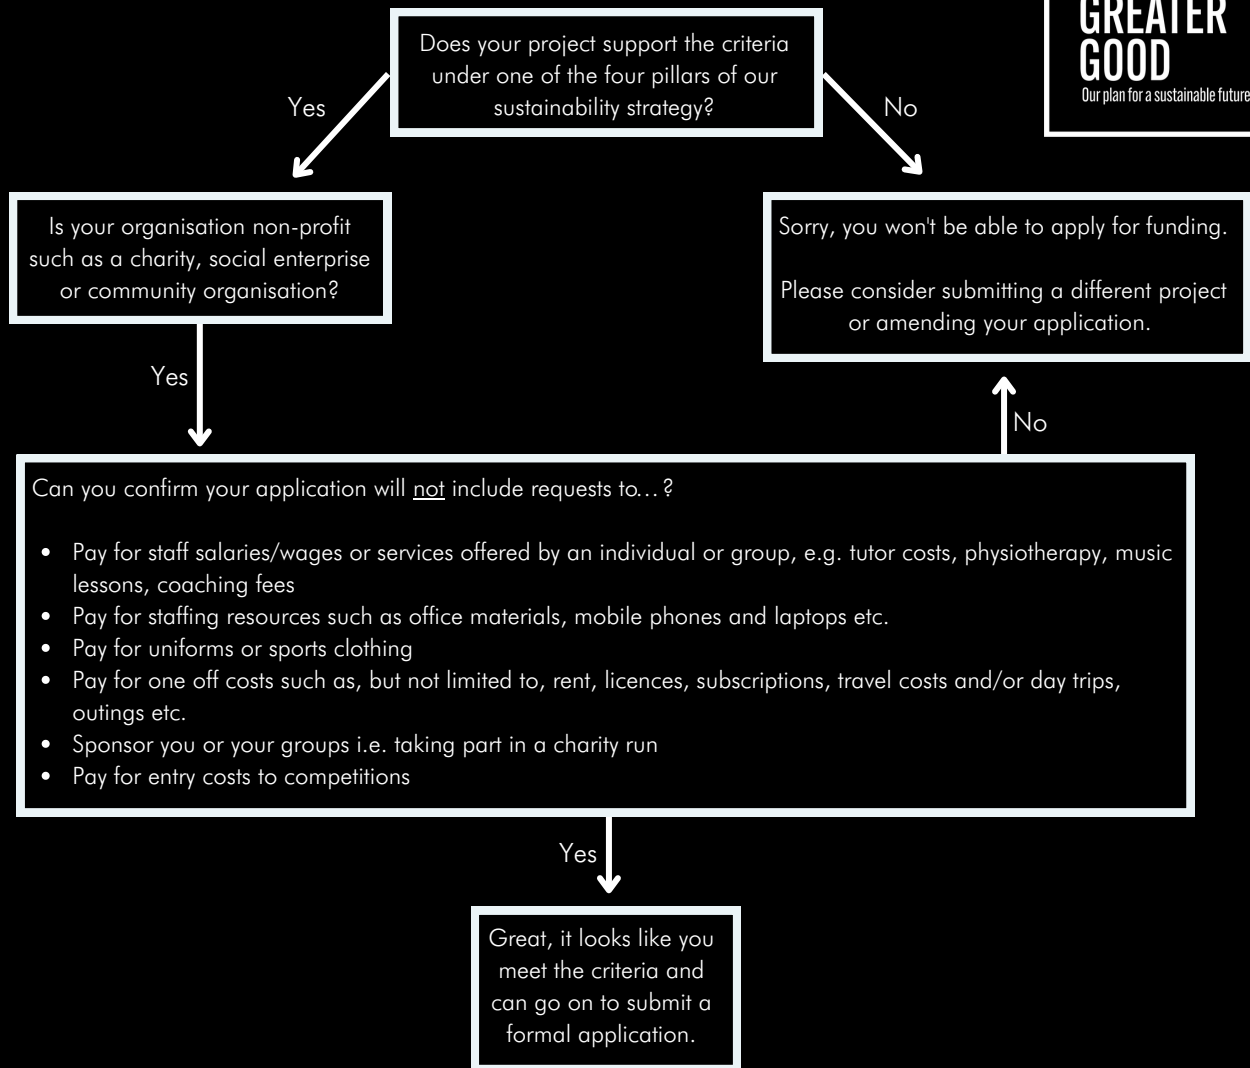 GREATER
GOOD
Our plan for a sustainable future
Does your project support the criteria
under one of the four pillars of our
sustainability strategy?
Yes
No
Is your organisation non-profit
such as a charity, social enterprise
or community organisation?
Sorry, you won't be able to apply for funding.
Please consider submitting a different project
or amending your application.
Yes
No
Can you confirm your application will not include requests to...?
• Pay for staff salaries/wages or services offered by an individual or group, e.g. tutor costs, physiotherapy, music
lessons, coaching fees
• Pay for staffing resources such as office materials, mobile phones and laptops etc.
• Pay for uniforms or sports clothing
• Pay for one off costs such as, but not limited to, rent, licences, subscriptions, travel costs and/or day trips,
outings etc.
• Sponsor you or your groups i.e. taking part in a charity run
• Pay for entry costs to competitions
Yes
Great, it looks like you
meet the criteria and
can go on to submit a
formal application.